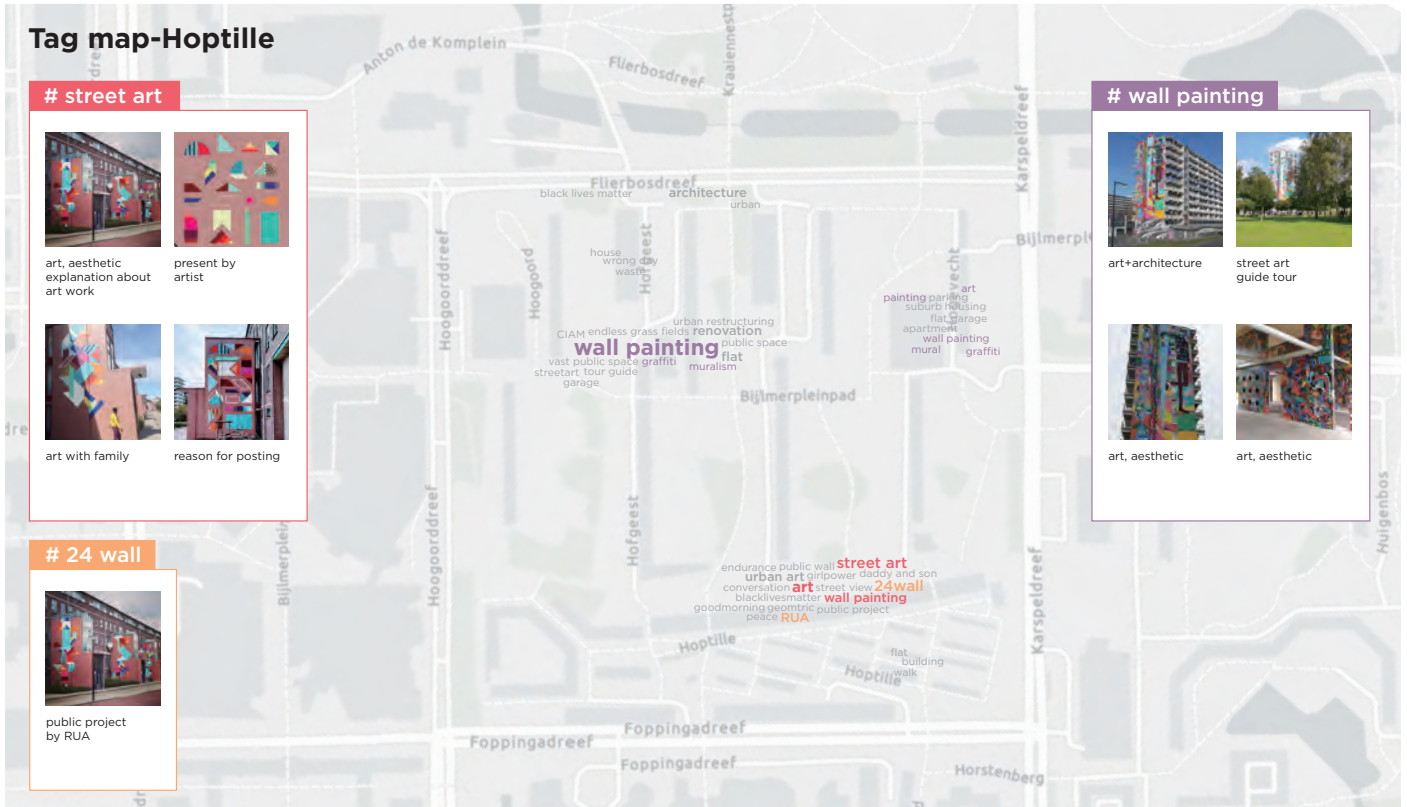 Tag map-Hoptille
# street art
art, aesthetic
explanation about
art work
present by
artist
art with family
reason for posting
# 24 wall
public project
by RUA
# wall painting
art+architecture
street art
guide tour
art, aesthetic
art, aesthetic
Anton de Komplein
Flierbosdreef
Kraaiennest
Karspeldreef
Flierbosdreef
black lives matter
architecture
urban
Hoogoorddreef
Hoogoord
Hofgeest
house
wrong day
waste
Bijlmerpl
art
painting parking
suburb housing
flat garage
apartment
wall painting
mural
graffiti
urban restructuring
CIAM endless grass fields renovation
public space
wall painting
flat
vast public space graffiti
muralism
streetart tour guide
garage
Bijlmerpleinpad
Hoogoorddreef
Hofgeest
Bijlmerplein
Karspeldreef
Huigenbos
endurance public wall street art
urban art girlpower daddy and son
conversation art street view 24wall
blacklivesmatter wall painting
goodmorning geomtric public project
peace RUA
Hoptille
flat
building
walk
Hoptille
Foppingadreef
Foppingadreef
Foppingadreef
Horstenberg